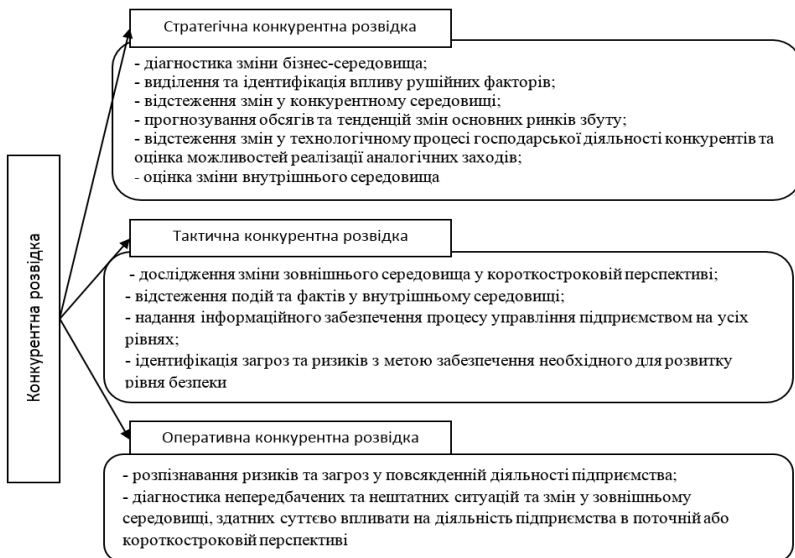 Стратегічна конкурентна розвідка
- діагностика зміни бізнес-середовища;
- виділення та ідентифікація впливу рушійних факторів;
- відстеження змін у конкурентному середовищі;
- прогнозування обсягів та тенденцій змін основних ринків збуту;
- відстеження змін у технологічному процесі господарської діяльності конкурентів та
оцінка можливостей реалізації аналогічних заходів;
- оцінка зміни внутрішнього середовища
Конкурентна розвідка
Тактична конкурентна розвідка
- дослідження зміни зовнішнього середовища у короткостроковій перспективі;
- відстеження подій та фактів у внутрішньому середовищі;
- надання інформаційного забезпечення процесу управління підприємством на усіх
рівнях;
- ідентифікація загроз та ризиків з метою забезпечення необхідного для розвитку
рівня безпеки
Оперативна конкурентна розвідка
- розпізнавання ризиків та загроз у повсякденній діяльності підприємства;
- діагностика непередбачених та нештатних ситуацій та змін у зовнішньому
середовищі, здатних суттєво впливати на діяльність підприємства в поточній або
короткостроковій перспективі